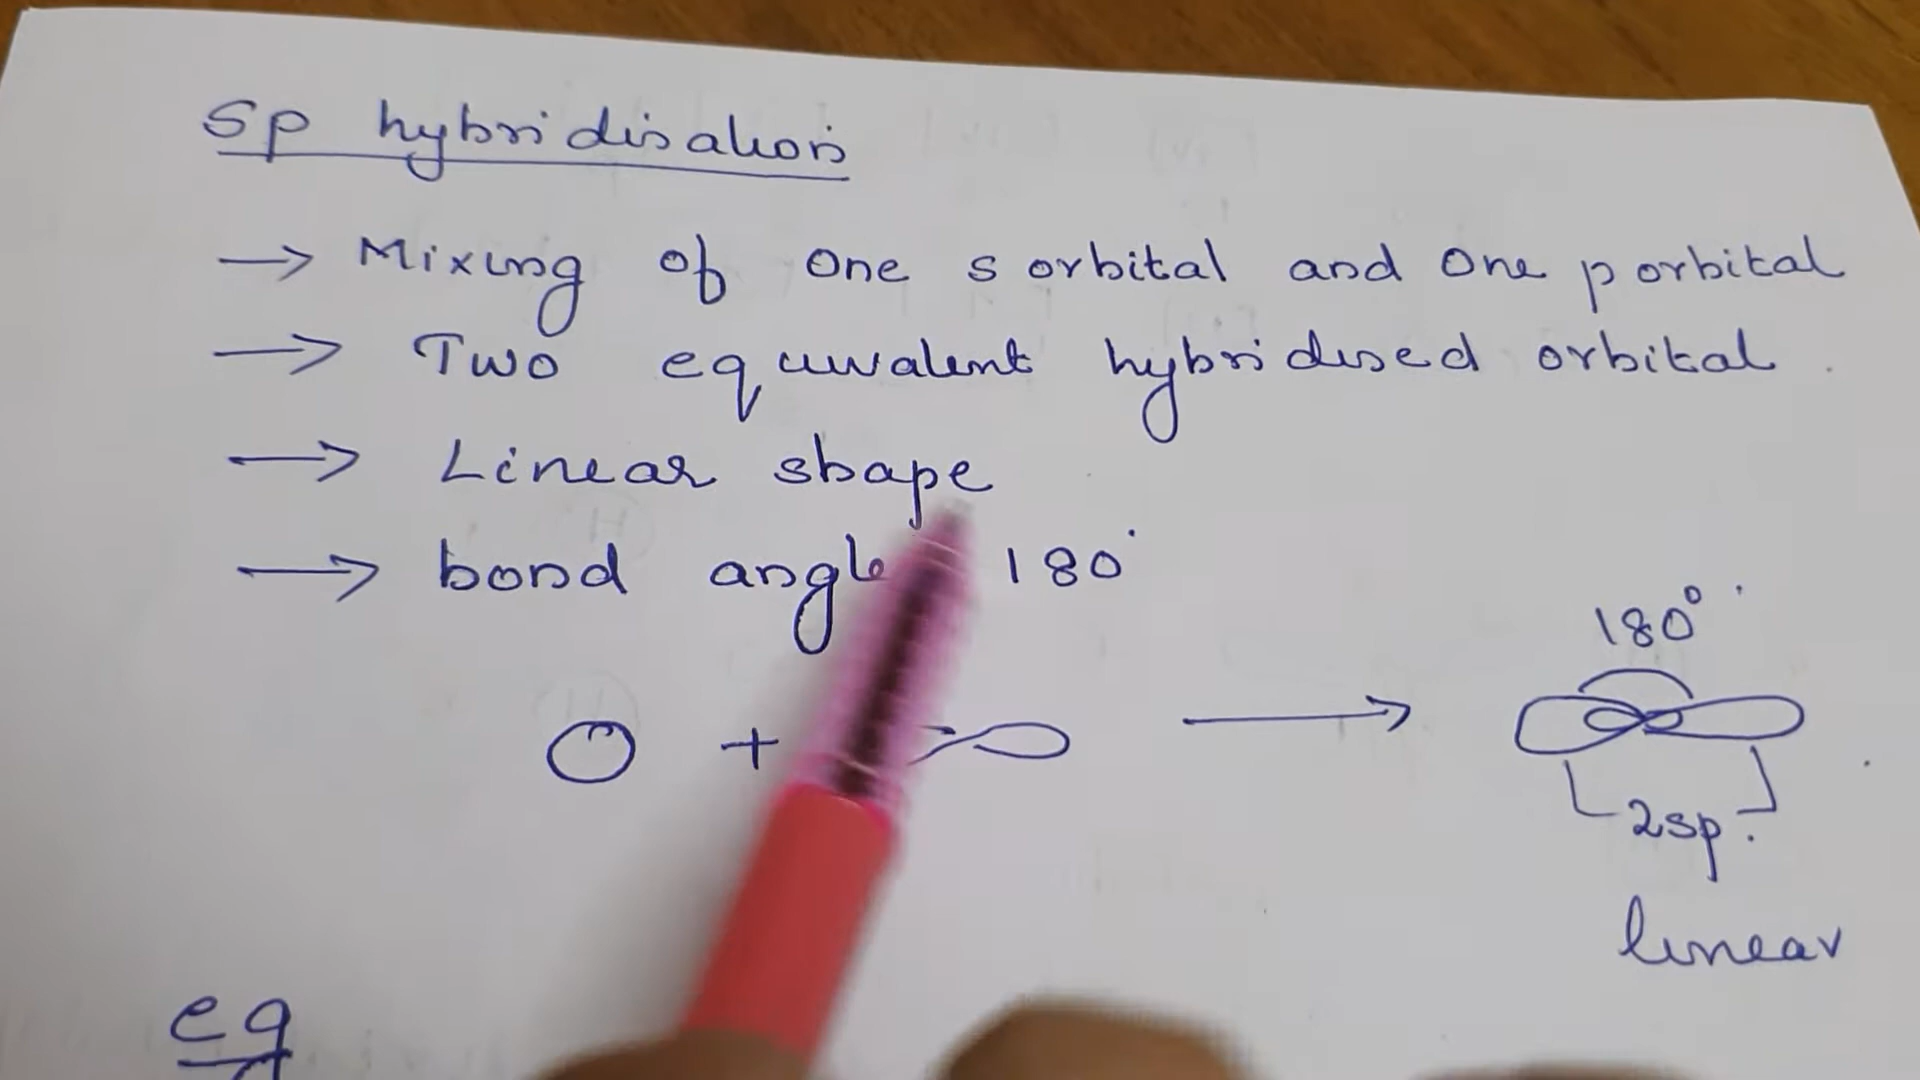 Sp hybridisation
→ Mixing of one s orbital and one p orbital
→ Two equivalent hybridised orbital.
→ Linear shape
→ bond angle 180°
180°
+ →
2sp.
linear
eg